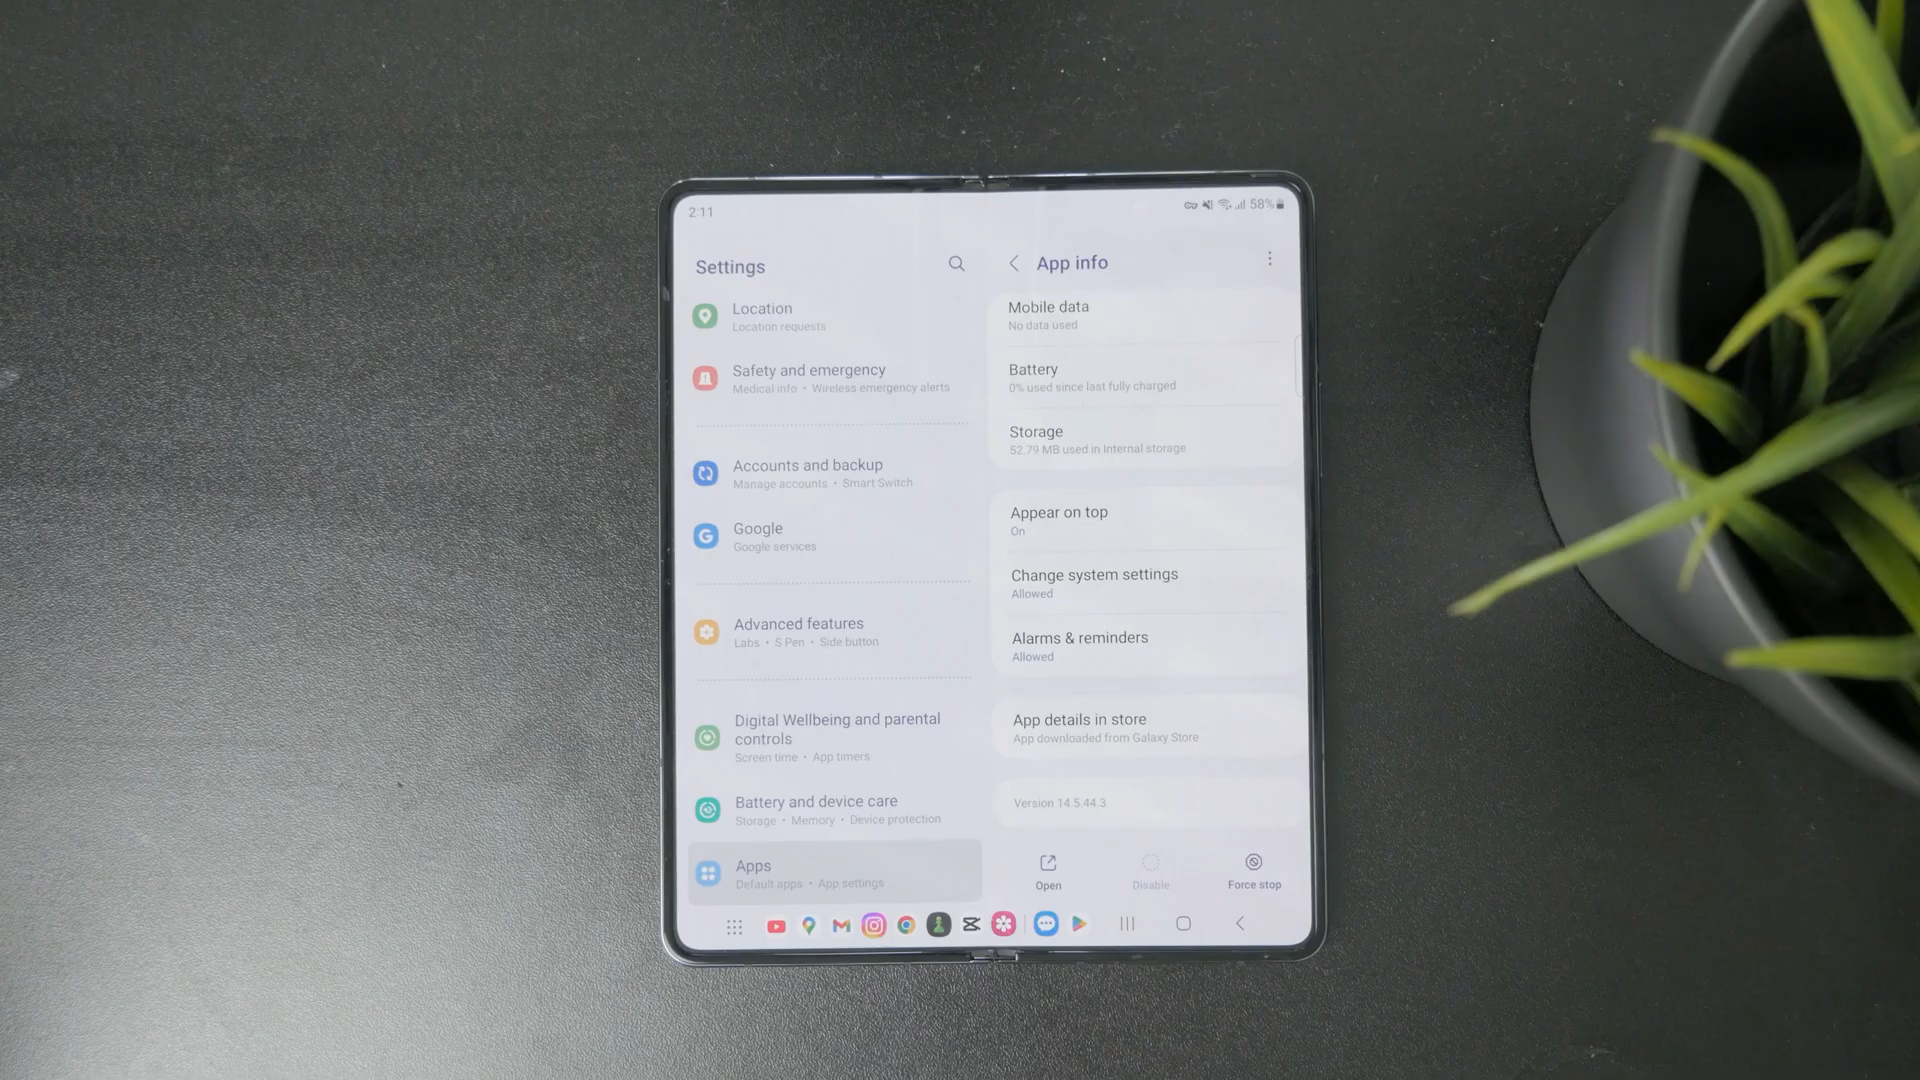 2:11
58%
Settings
Location
Location requests
Safety and emergency
Medical info • Wireless emergency alerts
Accounts and backup
Manage accounts • Smart Switch
Google
Google services
Advanced features
Labs • S Pen • Side button
Digital Wellbeing and parental
controls
Screen time • App timers
Battery and device care
Storage • Memory • Device protection
Apps
Default apps • App settings
App info
Mobile data
No data used
Battery
0% used since last fully charged
Storage
52.79 MB used in Internal storage
Appear on top
On
Change system settings
Allowed
Alarms & reminders
Allowed
App details in store
App downloaded from Galaxy Store
Version 14.5.44.3
Open
Disable
Force stop